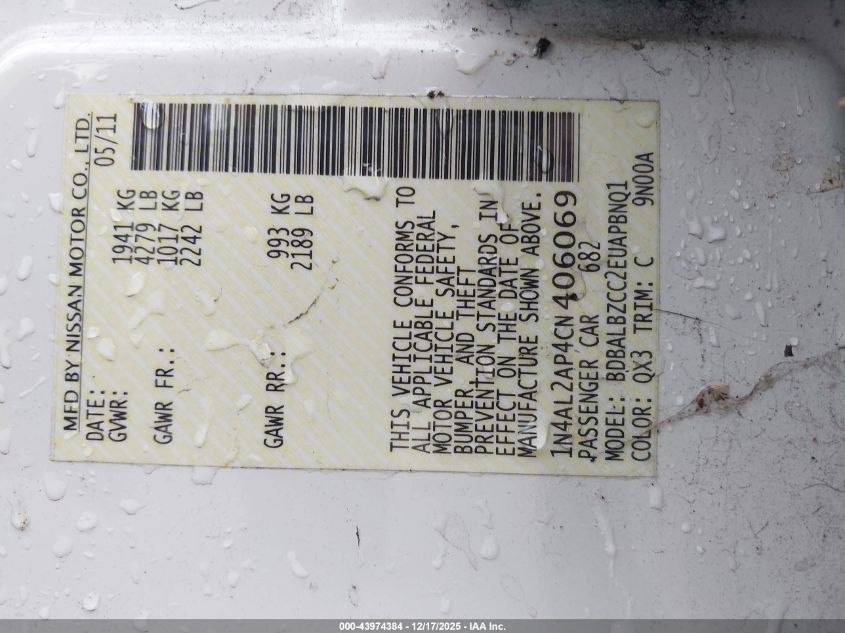 MFD BY NISSAN MOTOR CO., LTD.
DATE: 05/11
GVWR: 1941 KG
4279 LB
GAWR FR.: 1017 KG
2242 LB
GAWR RR.: 993 KG
2189 LB
THIS VEHICLE CONFORMS TO
ALL APPLICABLE FEDERAL
MOTOR VEHICLE SAFETY,
BUMPER, AND THEFT
PREVENTION STANDARDS IN
EFFECT ON THE DATE OF
MANUFACTURE SHOWN ABOVE.
1N4AL2AP4CN406069
PASSENGER CAR 682
MODEL: BDBALBZCC2EUAPBNQ1
COLOR: QX3 TRIM: C 9N00A
000-43974384 - 12/17/2025 - IAA Inc.